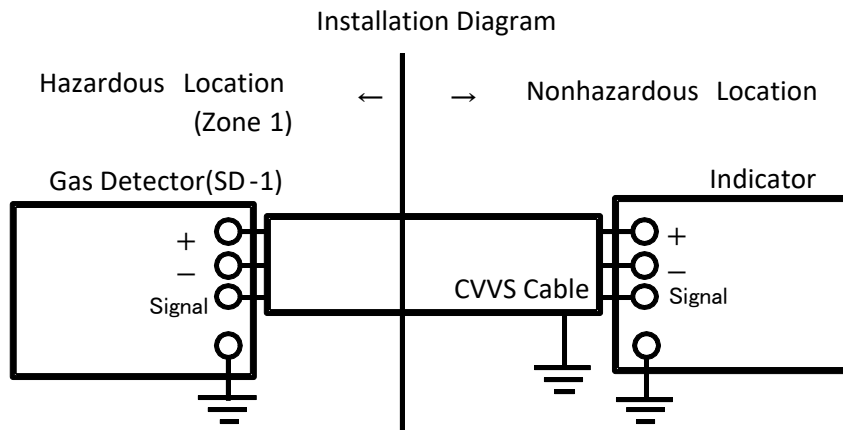 Installation Diagram
Hazardous Location
← → Nonhazardous Location
(Zone 1)
Gas Detector(SD-1)
Indicator
+
−
Signal
CVVS Cable
+
−
Signal